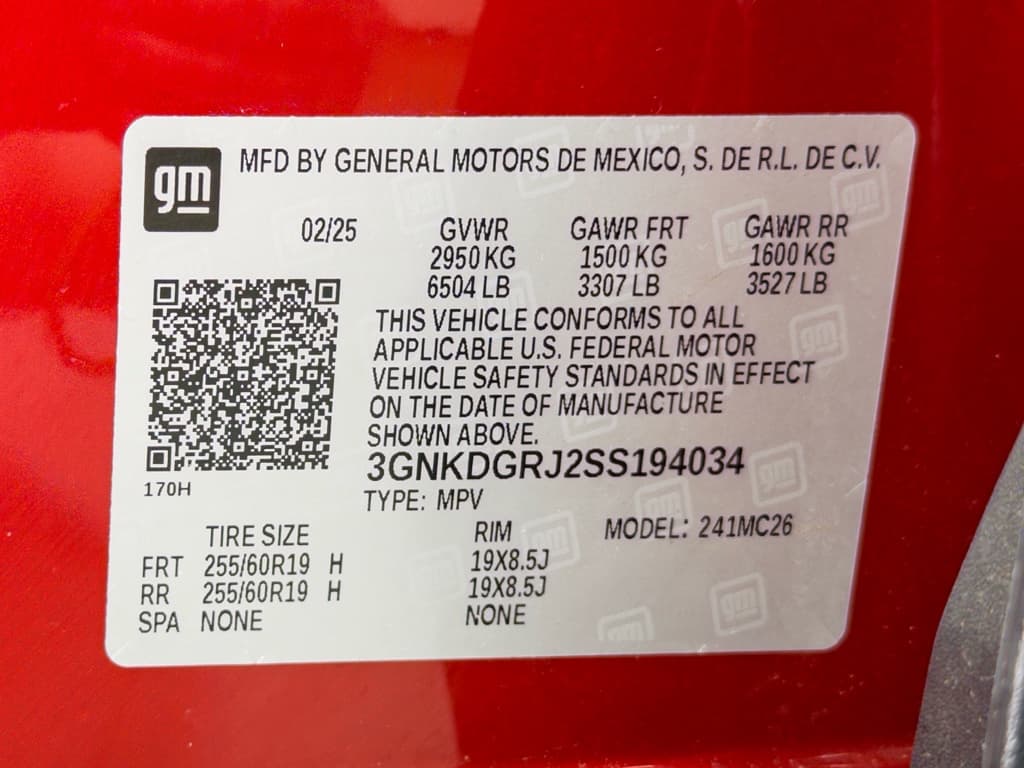 gm
MFD BY GENERAL MOTORS DE MEXICO, S. DE R.L. DE C.V.
02/25 GVWR GAWR FRT GAWR RR
2950 KG 1500 KG 1600 KG
6504 LB 3307 LB 3527 LB
THIS VEHICLE CONFORMS TO ALL
APPLICABLE U.S. FEDERAL MOTOR
VEHICLE SAFETY STANDARDS IN EFFECT
ON THE DATE OF MANUFACTURE
SHOWN ABOVE.
3GNKDGRJ2SS194034
170H
TYPE: MPV
TIRE SIZE RIM MODEL: 241MC26
FRT 255/60R19 H 19X8.5J
RR 255/60R19 H 19X8.5J
SPA NONE NONE